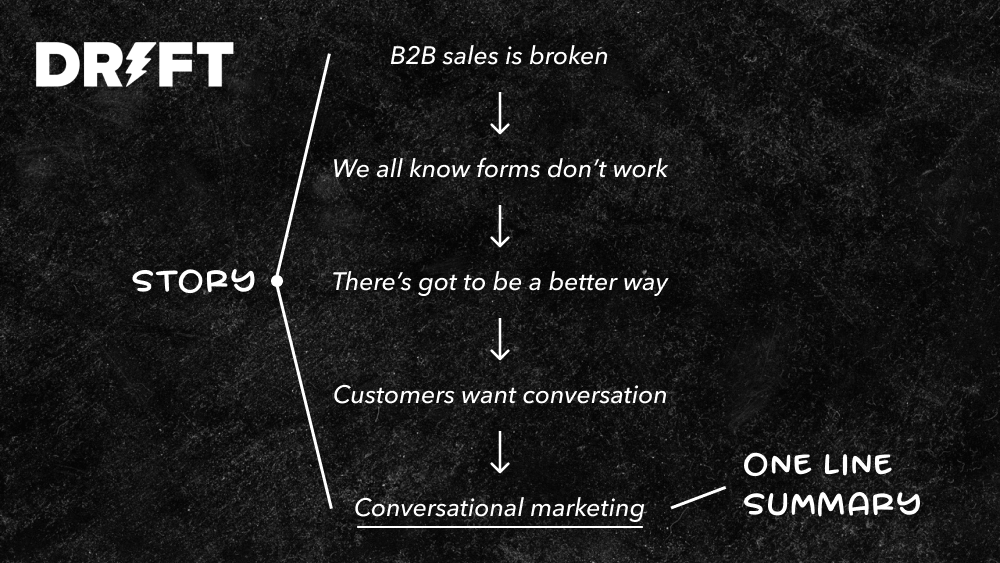 DRIFT
B2B sales is broken
We all know forms don’t work
There’s got to be a better way
STORY
Customers want conversation
Conversational marketing
ONE LINE
SUMMARY